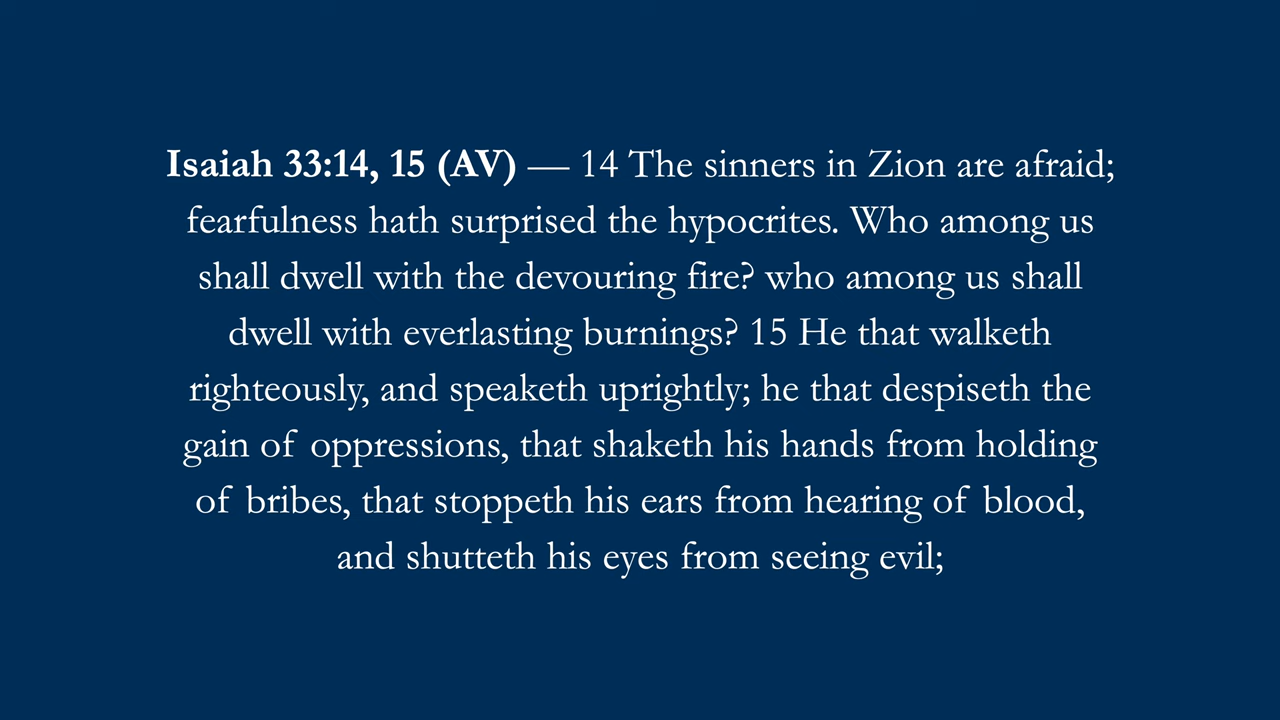 Isaiah 33:14, 15 (AV) — 14 The sinners in Zion are afraid;
fearfulness hath surprised the hypocrites. Who among us
shall dwell with the devouring fire? who among us shall
dwell with everlasting burnings? 15 He that walketh
righteously, and speaketh uprightly; he that despiseth the
gain of oppressions, that shaketh his hands from holding
of bribes, that stoppeth his ears from hearing of blood,
and shutteth his eyes from seeing evil;